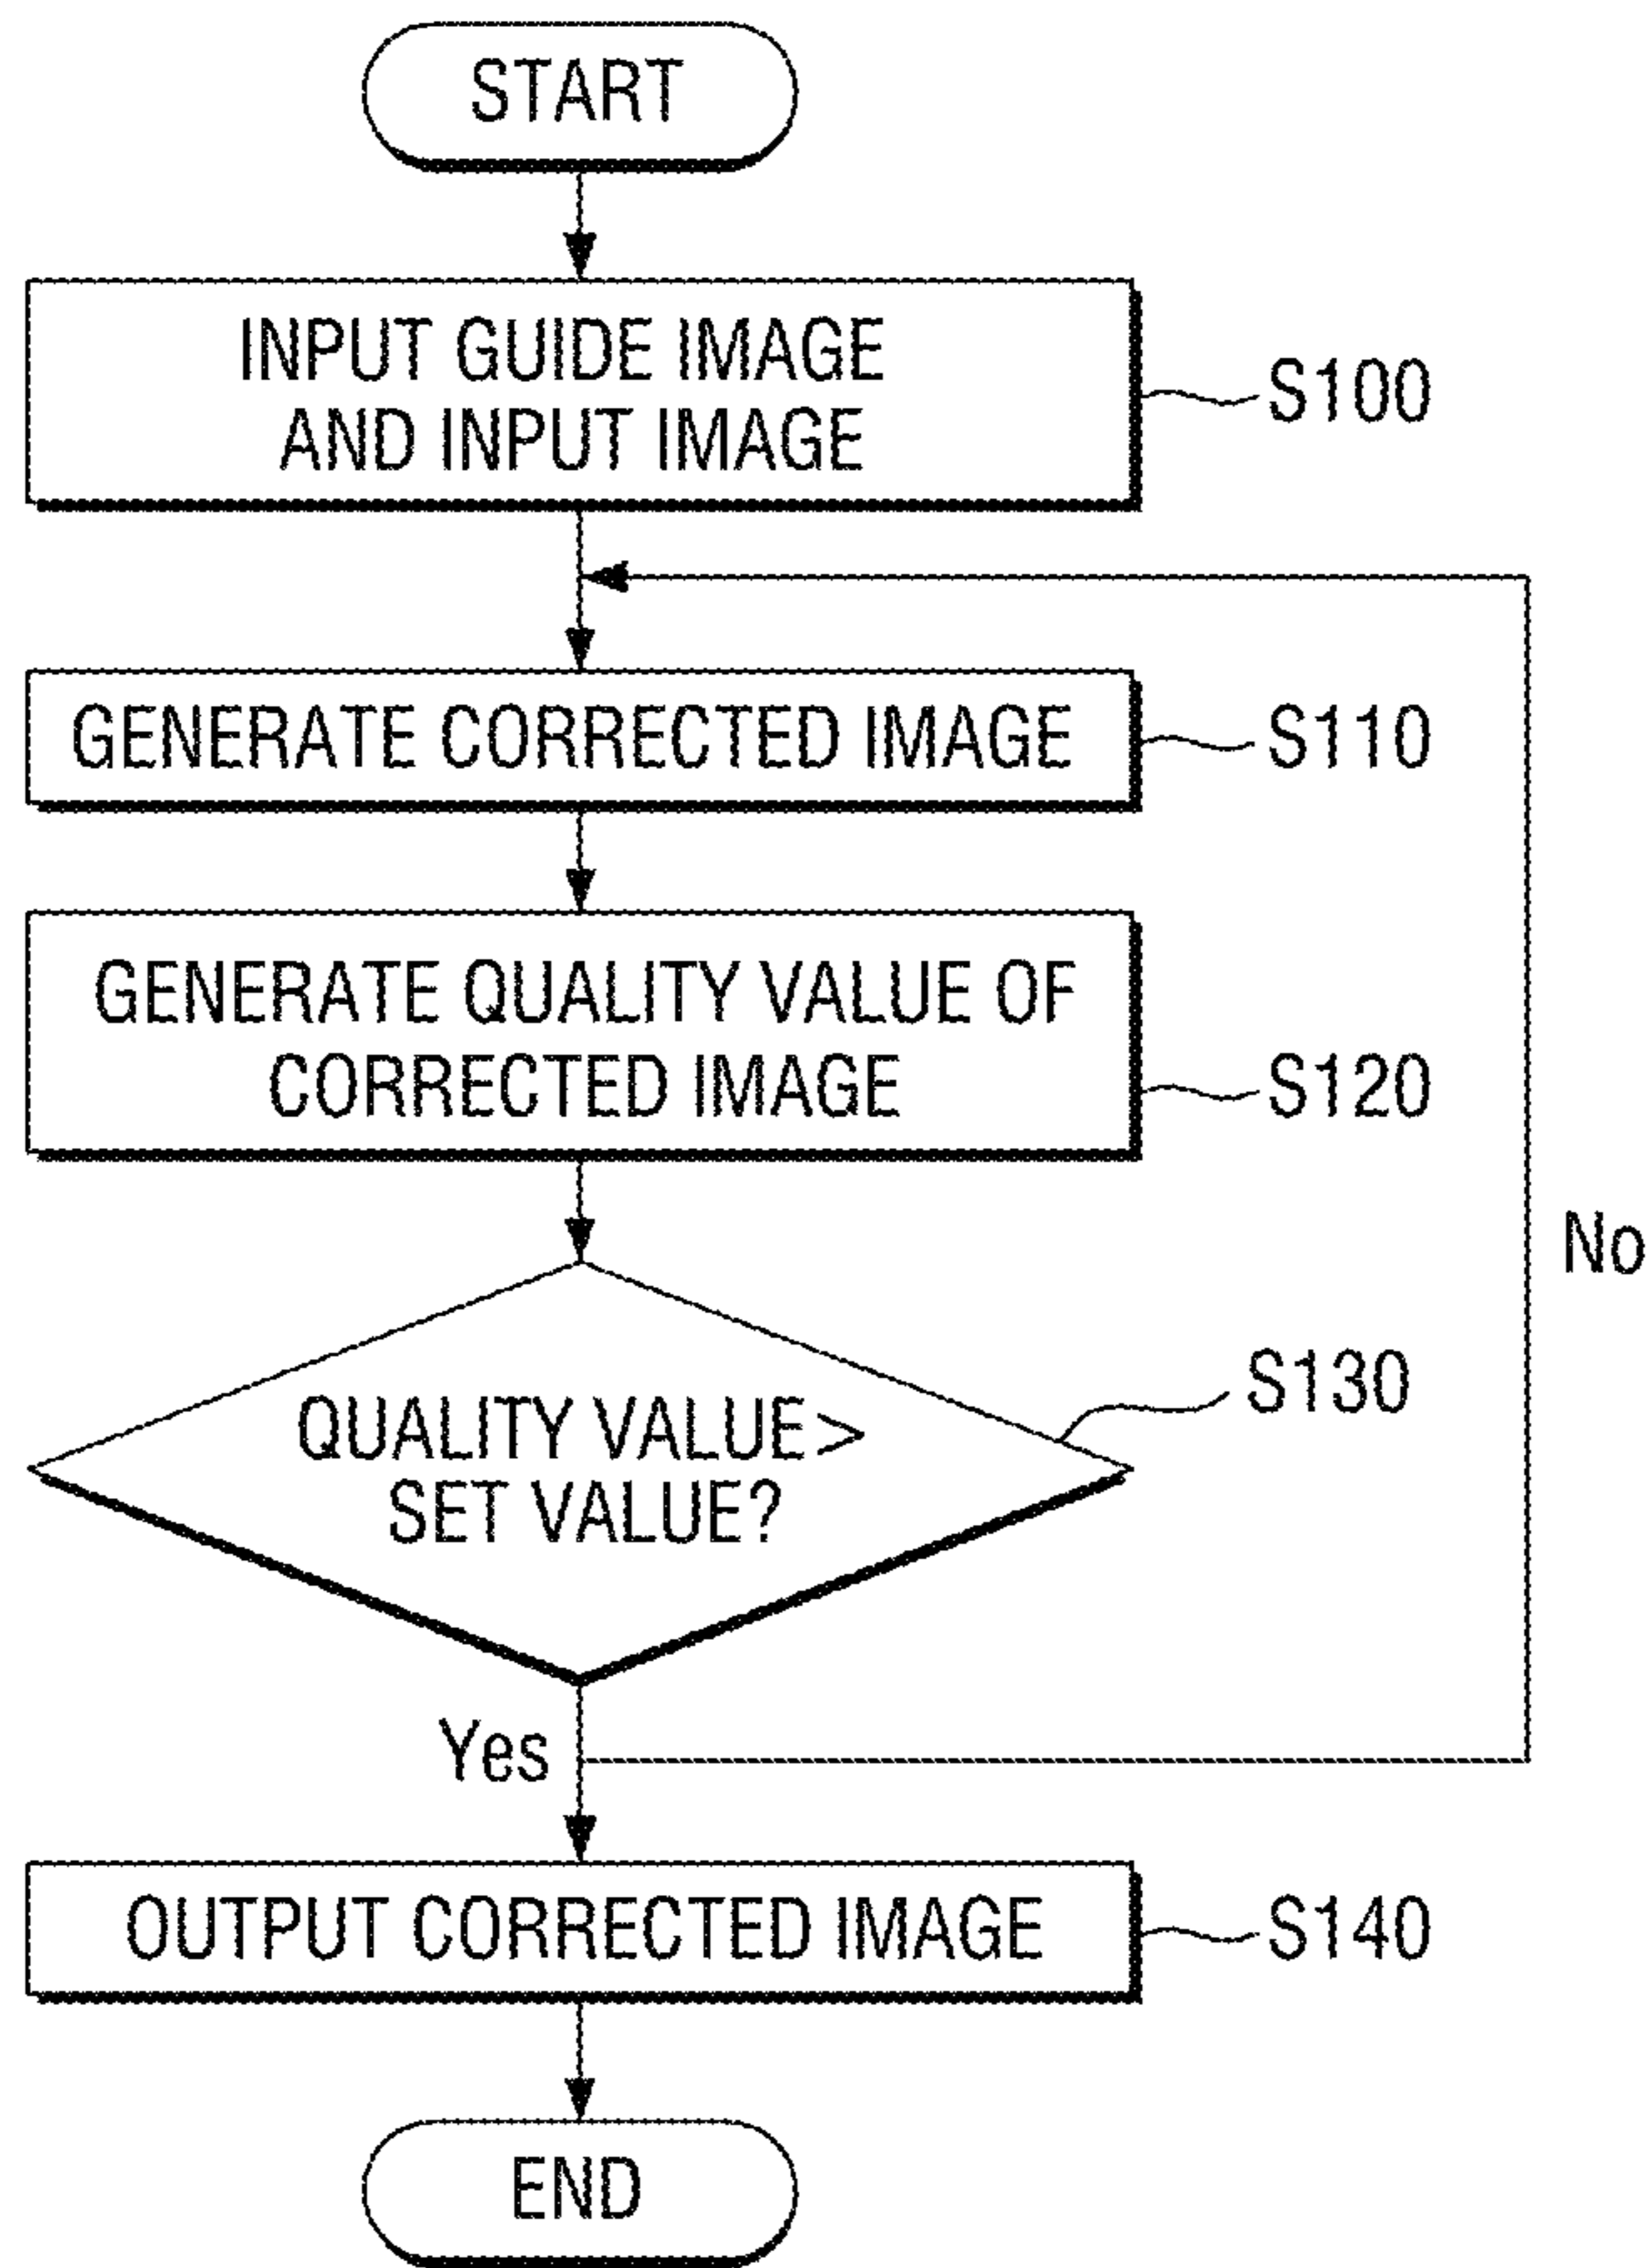 START
INPUT GUIDE IMAGE
AND INPUT IMAGE
S100
GENERATE CORRECTED IMAGE
S110
GENERATE QUALITY VALUE OF
CORRECTED IMAGE
S120
No
QUALITY VALUE>
SET VALUE?
S130
Yes
OUTPUT CORRECTED IMAGE
S140
END